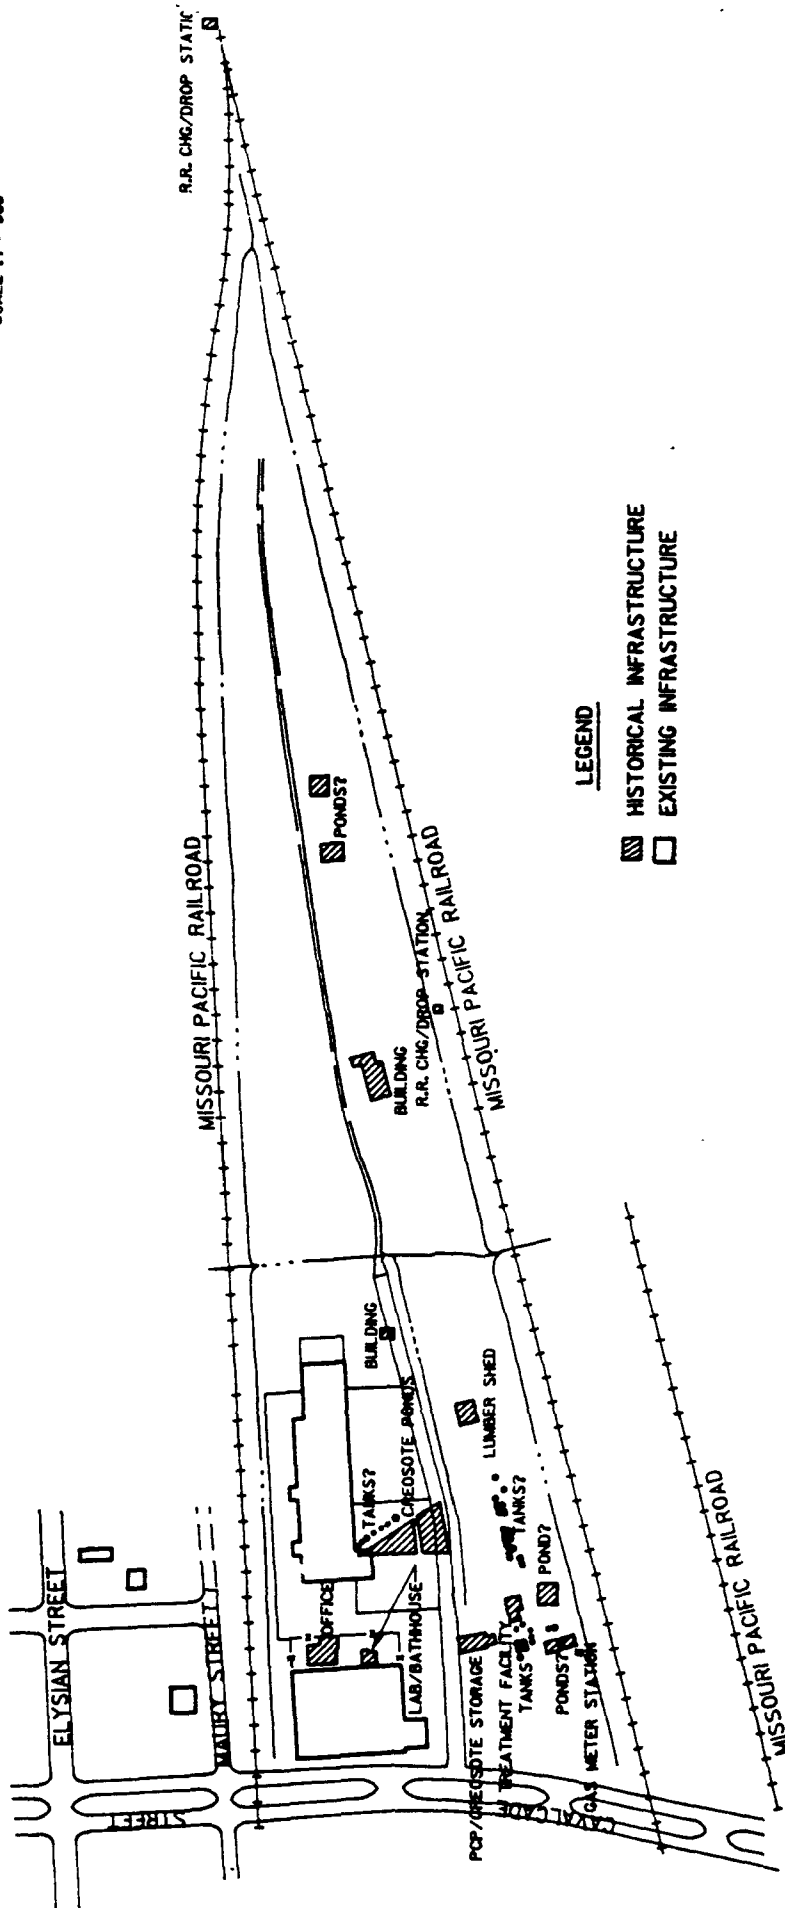 R.R. CHG/DROP STATIC
MISSOURI PACIFIC RAILROAD
PONDS?
BUILDING
R.R. CHG/DROP STATION
MISSOURI PACIFIC RAILROAD
LEGEND
HISTORICAL INFRASTRUCTURE
EXISTING INFRASTRUCTURE
BUILDING
LUMBER SHED
CREOSOTE PONDS
TANKS?
TANKS?
POND?
OFFICE
LAB/BATHHOUSE
PCP/CREOSOTE STORAGE
TREATMENT FACILITY
TANKS
PONDS?
GAS METER STATION
ELYSIAN STREET
MAURY STREET
CAVALCADE
STREET
MISSOURI PACIFIC RAILROAD